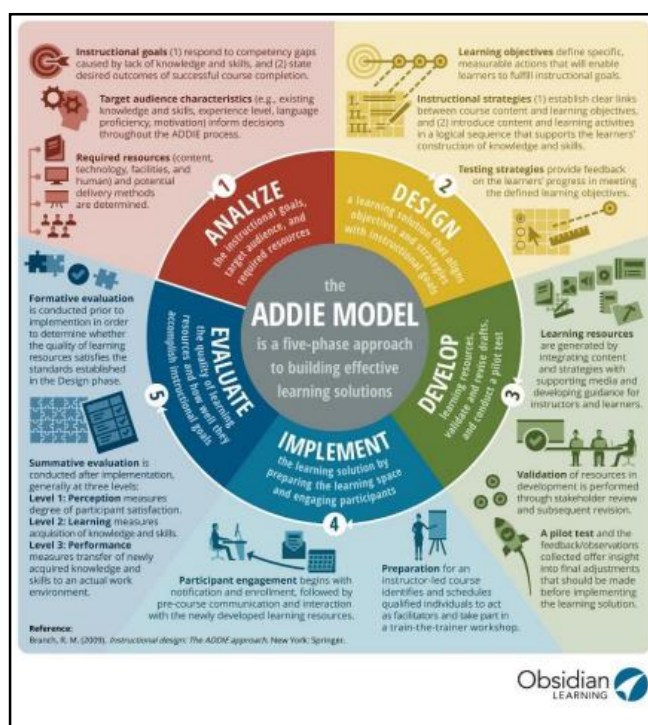 Instructional goals (1) respond to competency gaps
caused by lack of knowledge and skills, and (2) state
desired outcomes of successful course completion.
Target audience characteristics (e.g., existing
knowledge and skills, experience level, language
proficiency, motivation) inform decisions
throughout the ADDIE process.
Required resources (content,
technology, facilities, and
human) and potential
delivery methods
are determined.
1
ANALYZE
the instructional goals,
target audience, and
required resources
Learning objectives define specific,
measurable actions that will enable
learners to fulfill instructional goals.
Instructional strategies (1) establish clear links
between course content and learning objectives,
and (2) introduce content and learning activities
in a logical sequence that supports the learners'
construction of knowledge and skills.
Testing strategies provide feedback
on the learners' progress in meeting
the defined learning objectives.
2
DESIGN
a learning solution that aligns
objectives and strategies
with instructional goals
the
ADDIE MODEL
is a five-phase approach
to building effective
learning solutions
3
DEVELOP
learning resources,
validate and revise drafts,
and conduct a pilot test
Learning resources
are generated by
integrating content
and strategies with
supporting media and
developing guidance for
instructors and learners.
Validation of resources in
development is performed
through stakeholder review
and subsequent revision.
A pilot test and the
feedback/observations
collected offer insight
into final adjustments
that should be made
before implementing
the learning solution.
IMPLEMENT
the learning solution by
preparing the learning space
and engaging participants
4
Participant engagement begins with
notification and enrollment, followed by
pre-course communication and interaction
with the newly developed learning resources.
Preparation for an
instructor-led course
identifies and schedules
qualified individuals to act
as facilitators and take part in
a train-the-trainer workshop.
5
EVALUATE
the quality of learning
resources and how well they
accomplish instructional goals
Formative evaluation
is conducted prior to
implementation in order
to determine whether
the quality of learning
resources satisfies the
standards established
in the Design phase.
Summative evaluation is
conducted after implementation,
generally at three levels:
Level 1: Perception measures
degree of participant satisfaction.
Level 2: Learning measures
acquisition of knowledge and skills.
Level 3: Performance
measures transfer of newly
acquired knowledge and
skills to an actual work
environment.
Reference:
Branch, R. M. (2009). Instructional design: The ADDIE approach. New York: Springer.
Obsidian
LEARNING